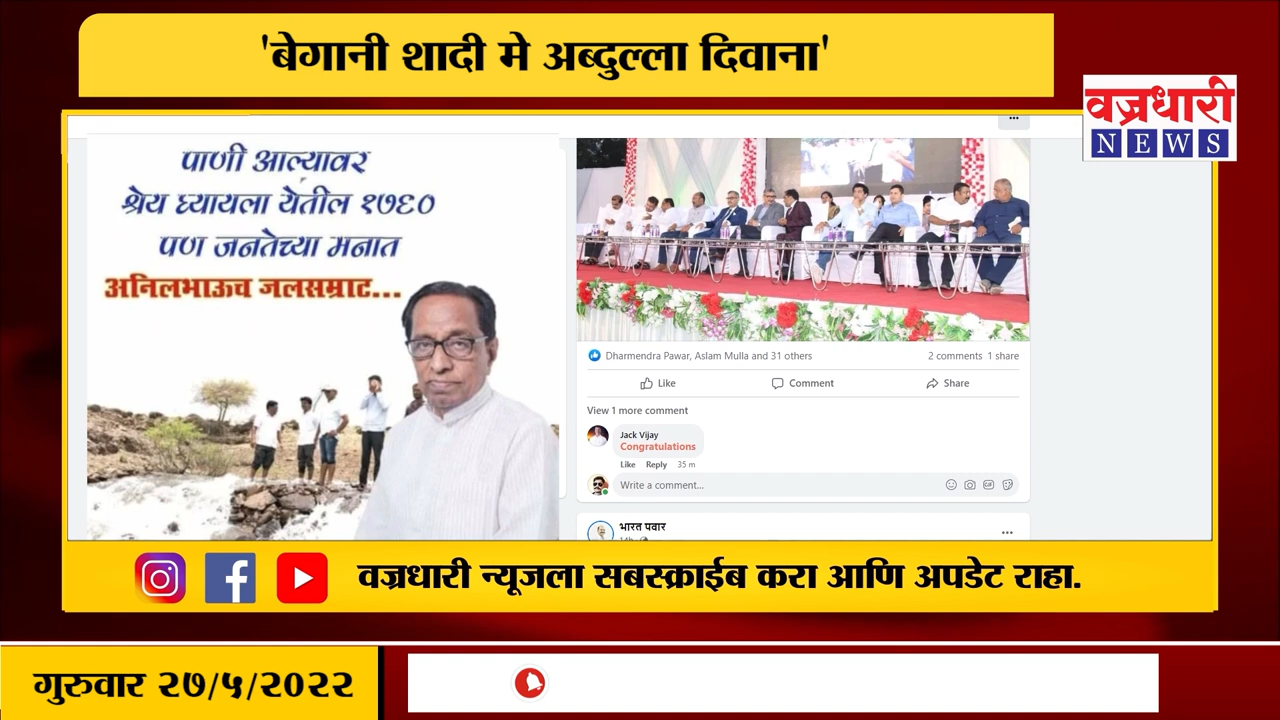 'बेगानी शादी मे अब्दुल्ला दिवाना'
वज्रधारी
NEWS
पाणी आल्यावर
श्रेय घ्यायला येतील १७६०
पण जनतेच्या मनात
अनिलभाऊच जलसम्राट...
Dharmendra Pawar, Aslam Mulla and 31 others
2 comments 1 share
Like Comment Share
View 1 more comment
Jack Vijay
Congratulations
Like Reply 35 m
Write a comment...
भारत पवार
14h
वज्रधारी न्यूजला सबस्क्राईब करा आणि अपडेट राहा.
गुरुवार २७/५/२०२२